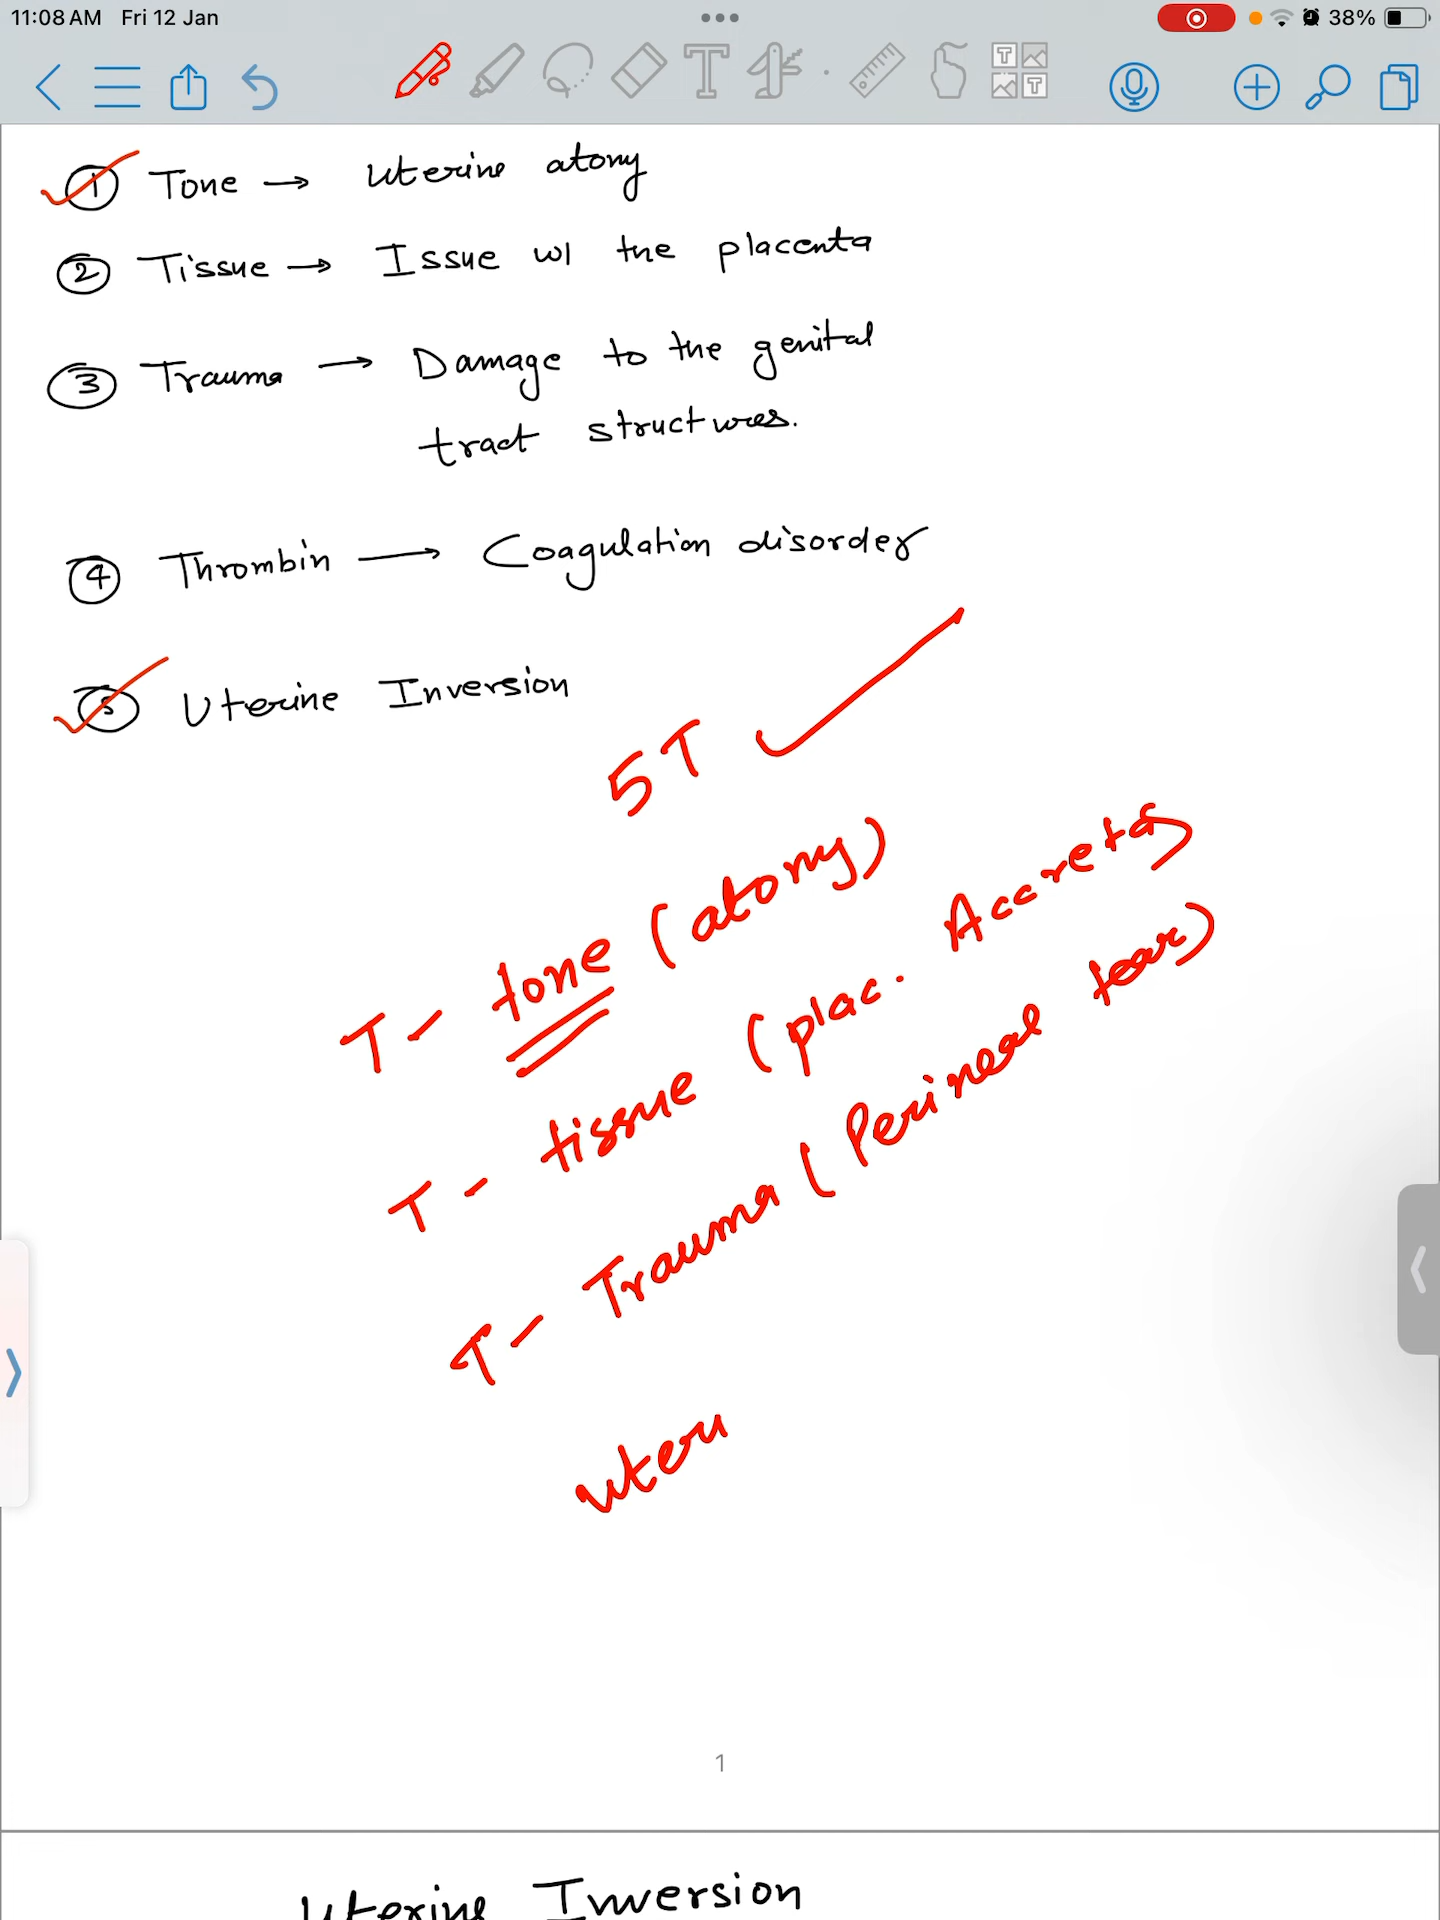 11:08 AM Fri 12 Jan
38%
① Tone → Uterine atony
② Tissue → Issue w/ the placenta
③ Trauma → Damage to the genital
tract structures.
④ Thrombin → Coagulation disorder
⑤ Uterine Inversion
5T
T - tone (atony)
T - tissue (plac. Accreta)
T - Trauma (Perineal tear)
uteru
1
Uterine Inversion